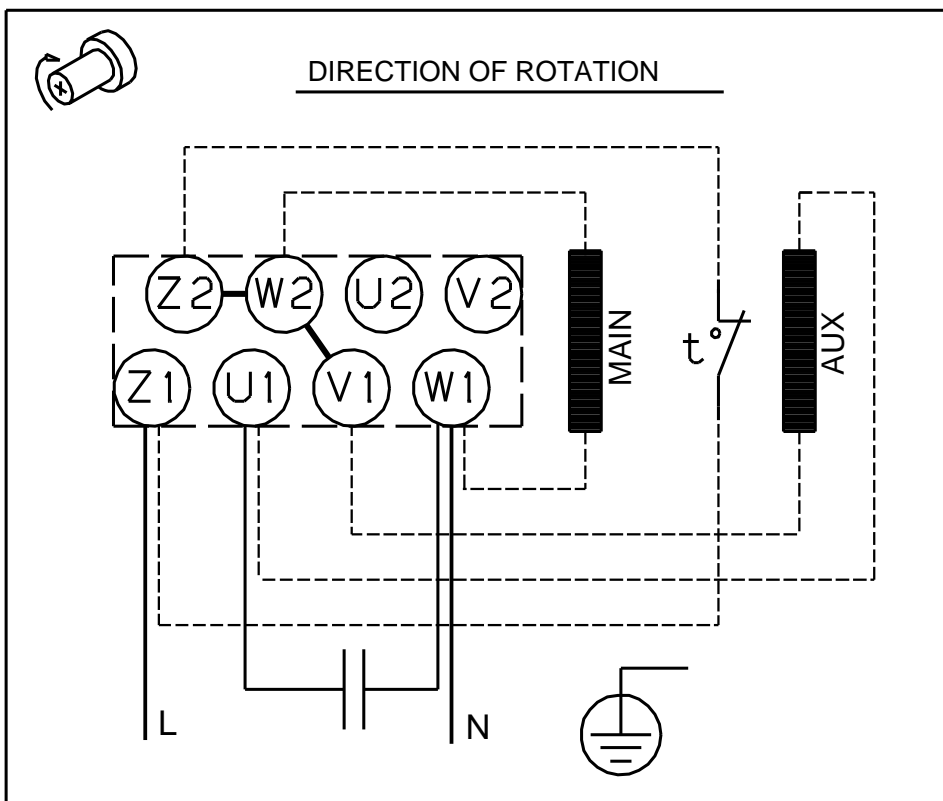 DIRECTION OF ROTATION
Z2 W2 U2 V2
Z1 U1 V1 W1
MAIN
t°
AUX
L
N